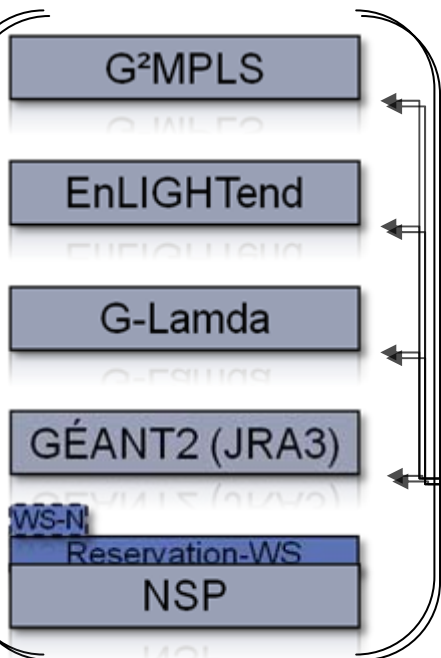 G²MPLS
EnLIGHTend
G-Lamda
GÉANT2 (JRA3)
WS-N
Reservation-WS
NSP